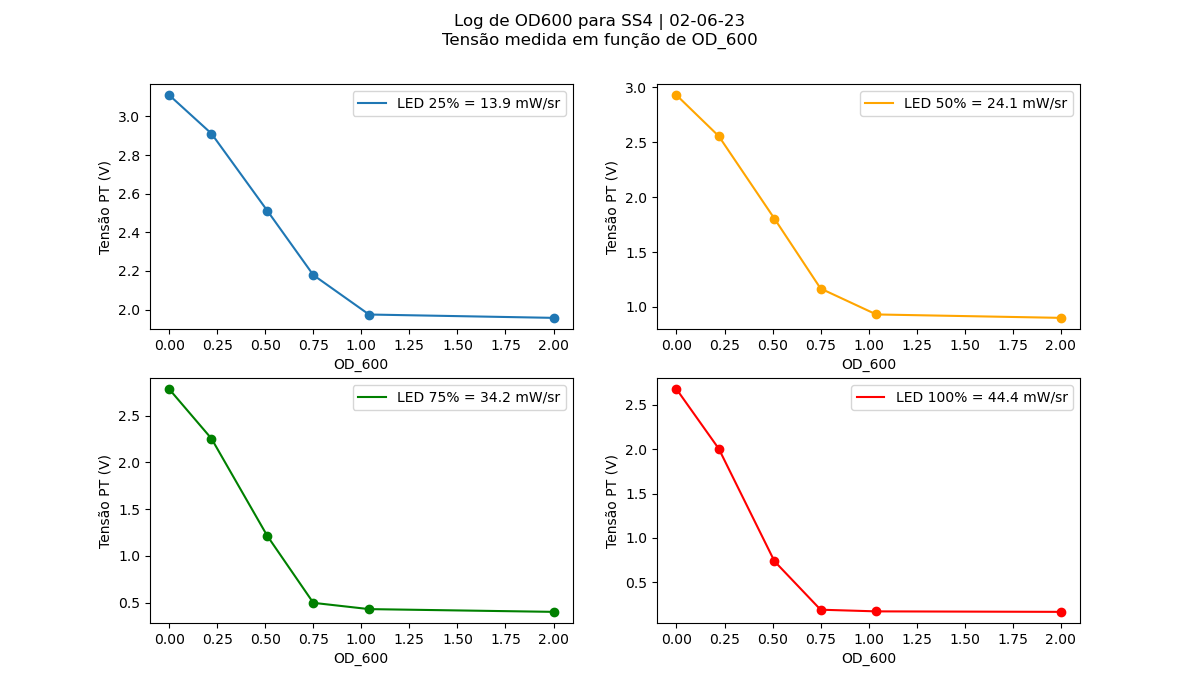 Log de OD600 para SS4 | 02-06-23
Tensão medida em função de OD_600
LED 25% = 13.9 mW/sr
3.0
2.8
2.6
2.4
2.2
2.0
Tensão PT (V)
0.00 0.25 0.50 0.75 1.00 1.25 1.50 1.75 2.00
OD_600
LED 50% = 24.1 mW/sr
3.0
2.5
2.0
1.5
1.0
Tensão PT (V)
0.00 0.25 0.50 0.75 1.00 1.25 1.50 1.75 2.00
OD_600
LED 75% = 34.2 mW/sr
2.5
2.0
1.5
1.0
0.5
Tensão PT (V)
0.00 0.25 0.50 0.75 1.00 1.25 1.50 1.75 2.00
OD_600
LED 100% = 44.4 mW/sr
2.5
2.0
1.5
1.0
0.5
Tensão PT (V)
0.00 0.25 0.50 0.75 1.00 1.25 1.50 1.75 2.00
OD_600